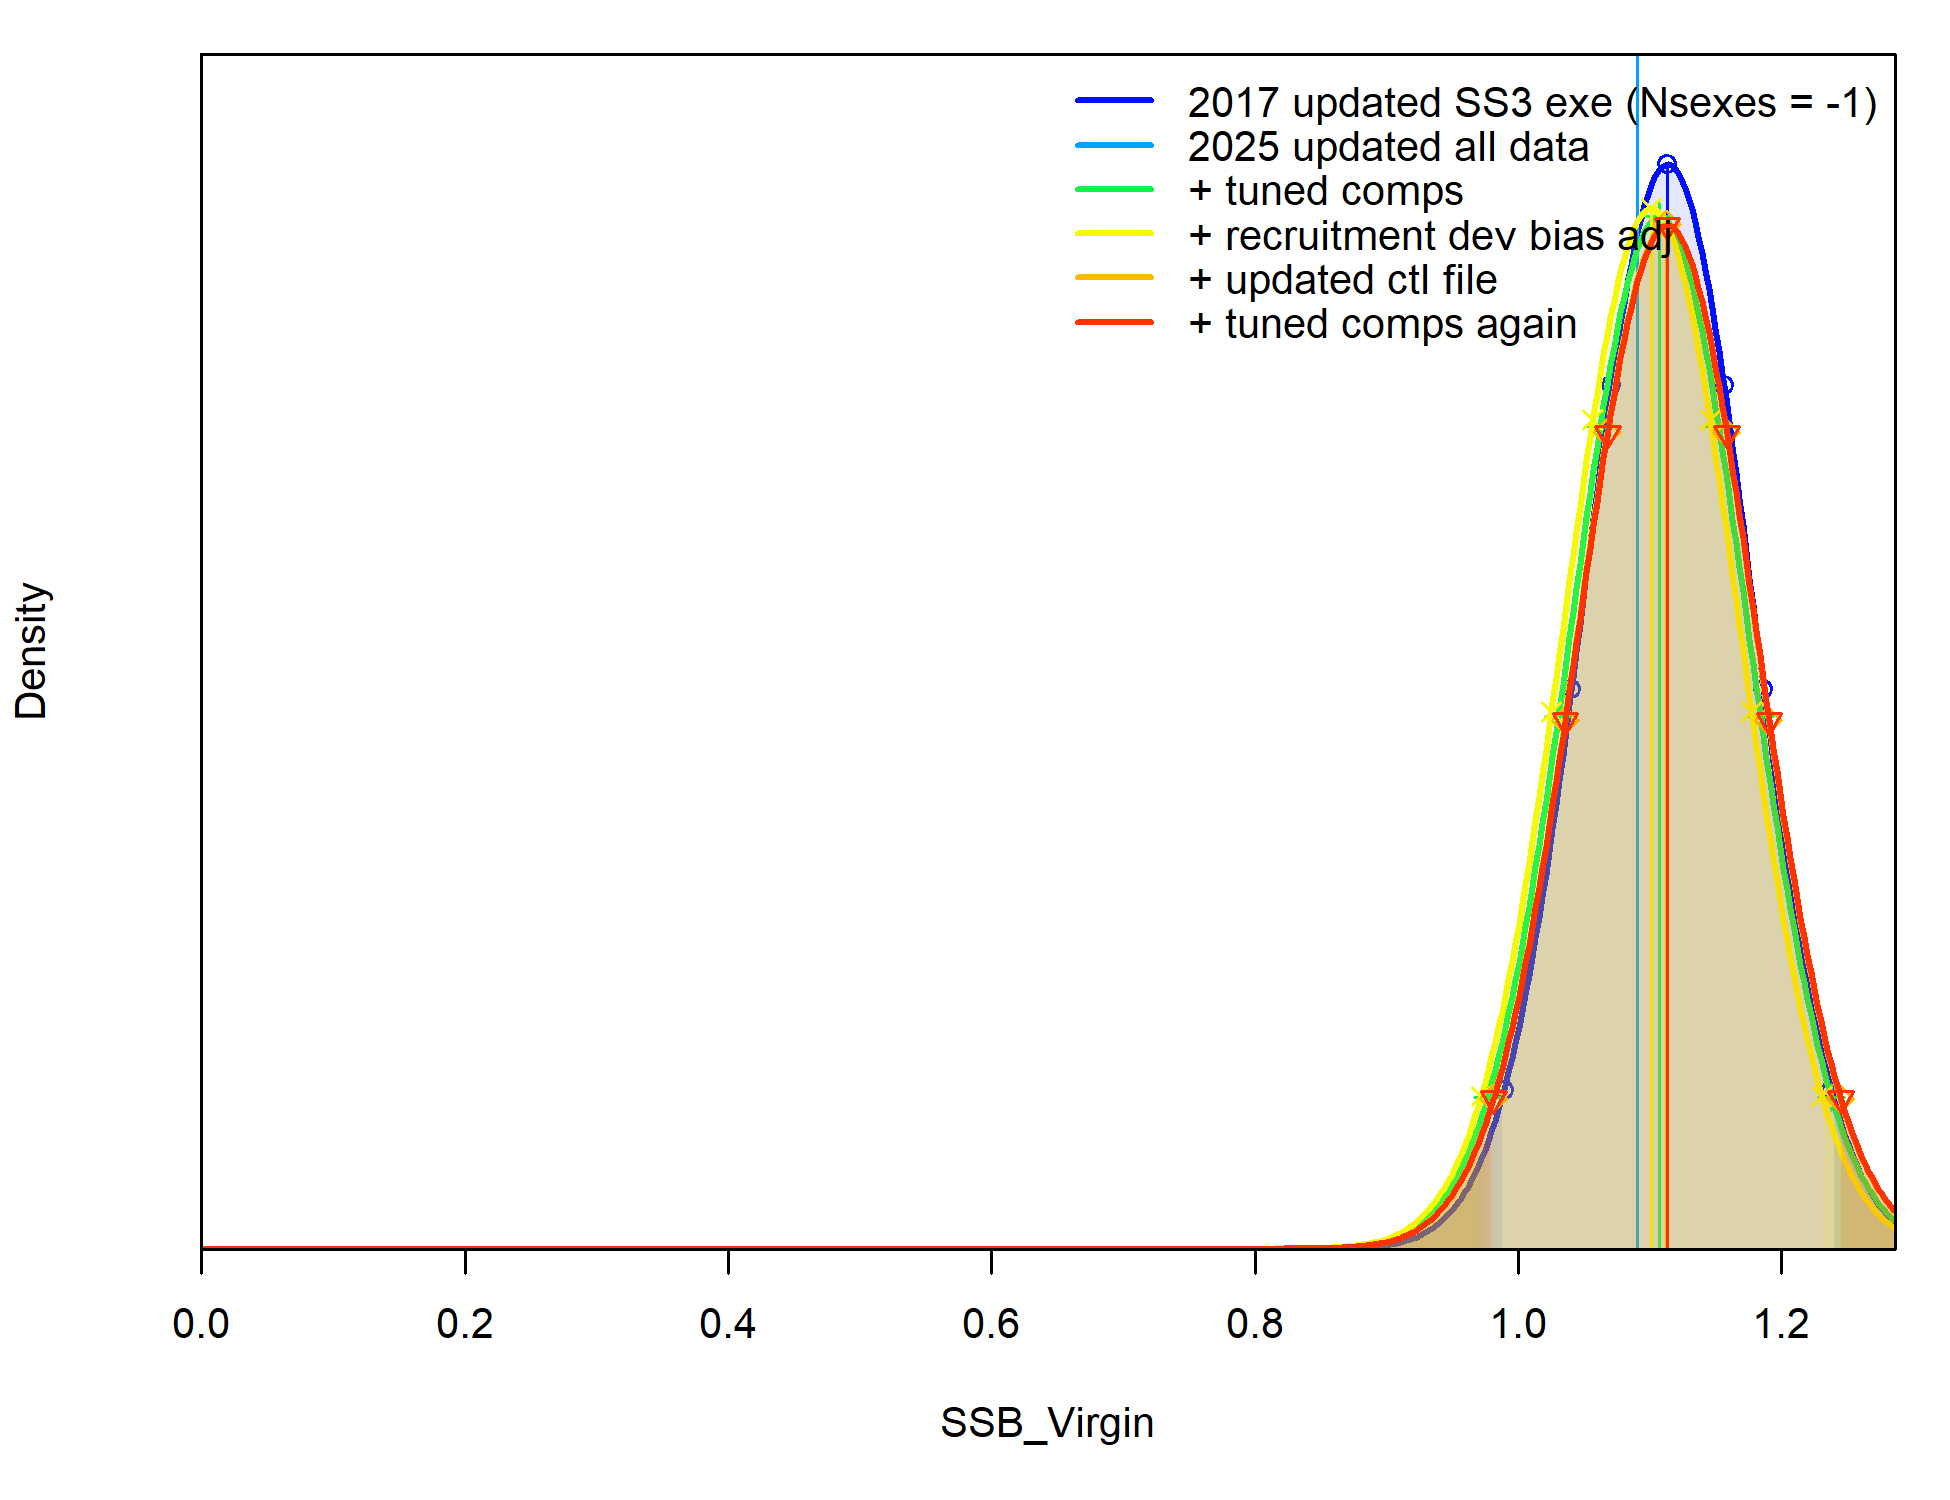 2017 updated SS3 exe (Nsexes = -1)
2025 updated all data
+ tuned comps
+ recruitment dev bias adj
+ updated ctl file
+ tuned comps again
Density
0.0 0.2 0.4 0.6 0.8 1.0 1.2
SSB_Virgin